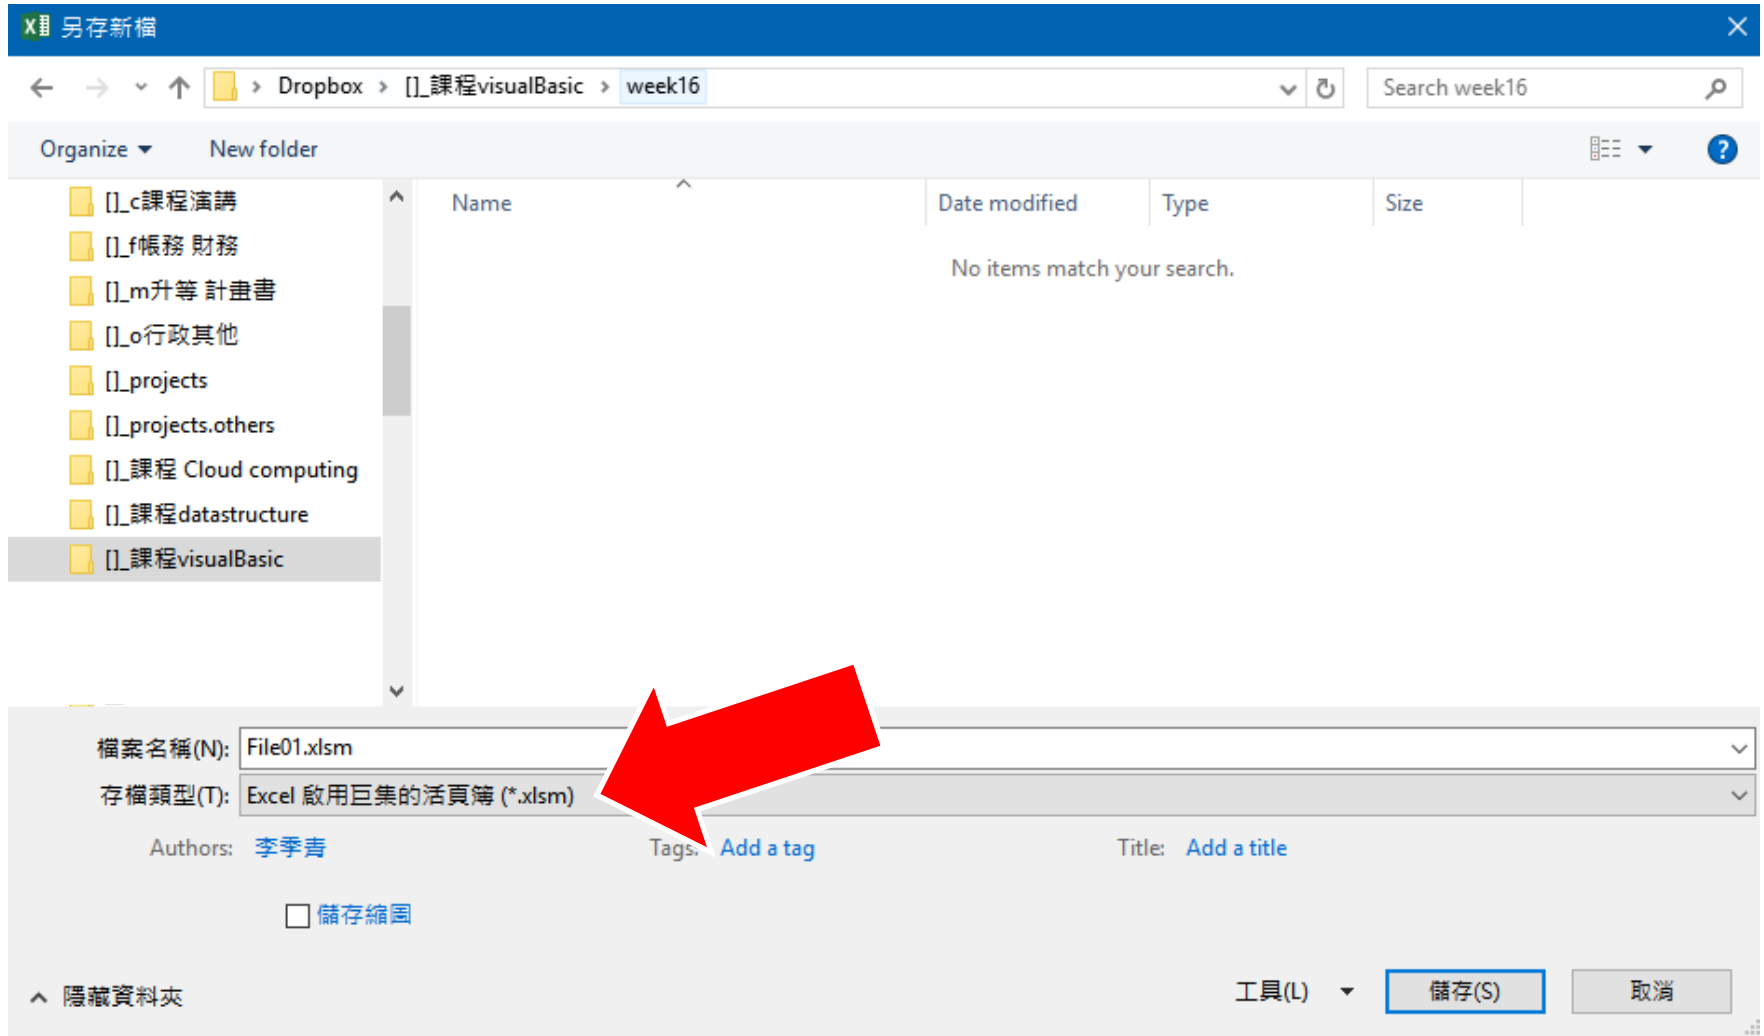 另存新檔
Dropbox > []_課程visualBasic > week16
Search week16
Organize
New folder
[]_c課程演講
[]_f帳務 財務
[]_m升等 計畫書
[]_o行政其他
[]_projects
[]_projects.others
[]_課程 Cloud computing
[]_課程datastructure
[]_課程visualBasic
Name
Date modified
Type
Size
No items match your search.
檔案名稱(N): File01.xlsm
存檔類型(T): Excel 啟用巨集的活頁簿 (*.xlsm)
Authors: 李季青
Tags: Add a tag
Title: Add a title
儲存縮圖
隱藏資料夾
工具(L)
儲存(S)
取消